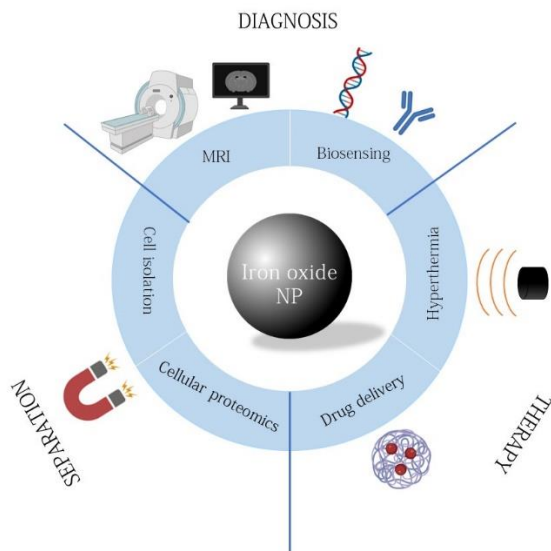 DIAGNOSIS
MRI
Biosensing
Cell isolation
Iron oxide
NP
Hyperthermia
Cellular proteomics
Drug delivery
SEPARATION
THERAPY